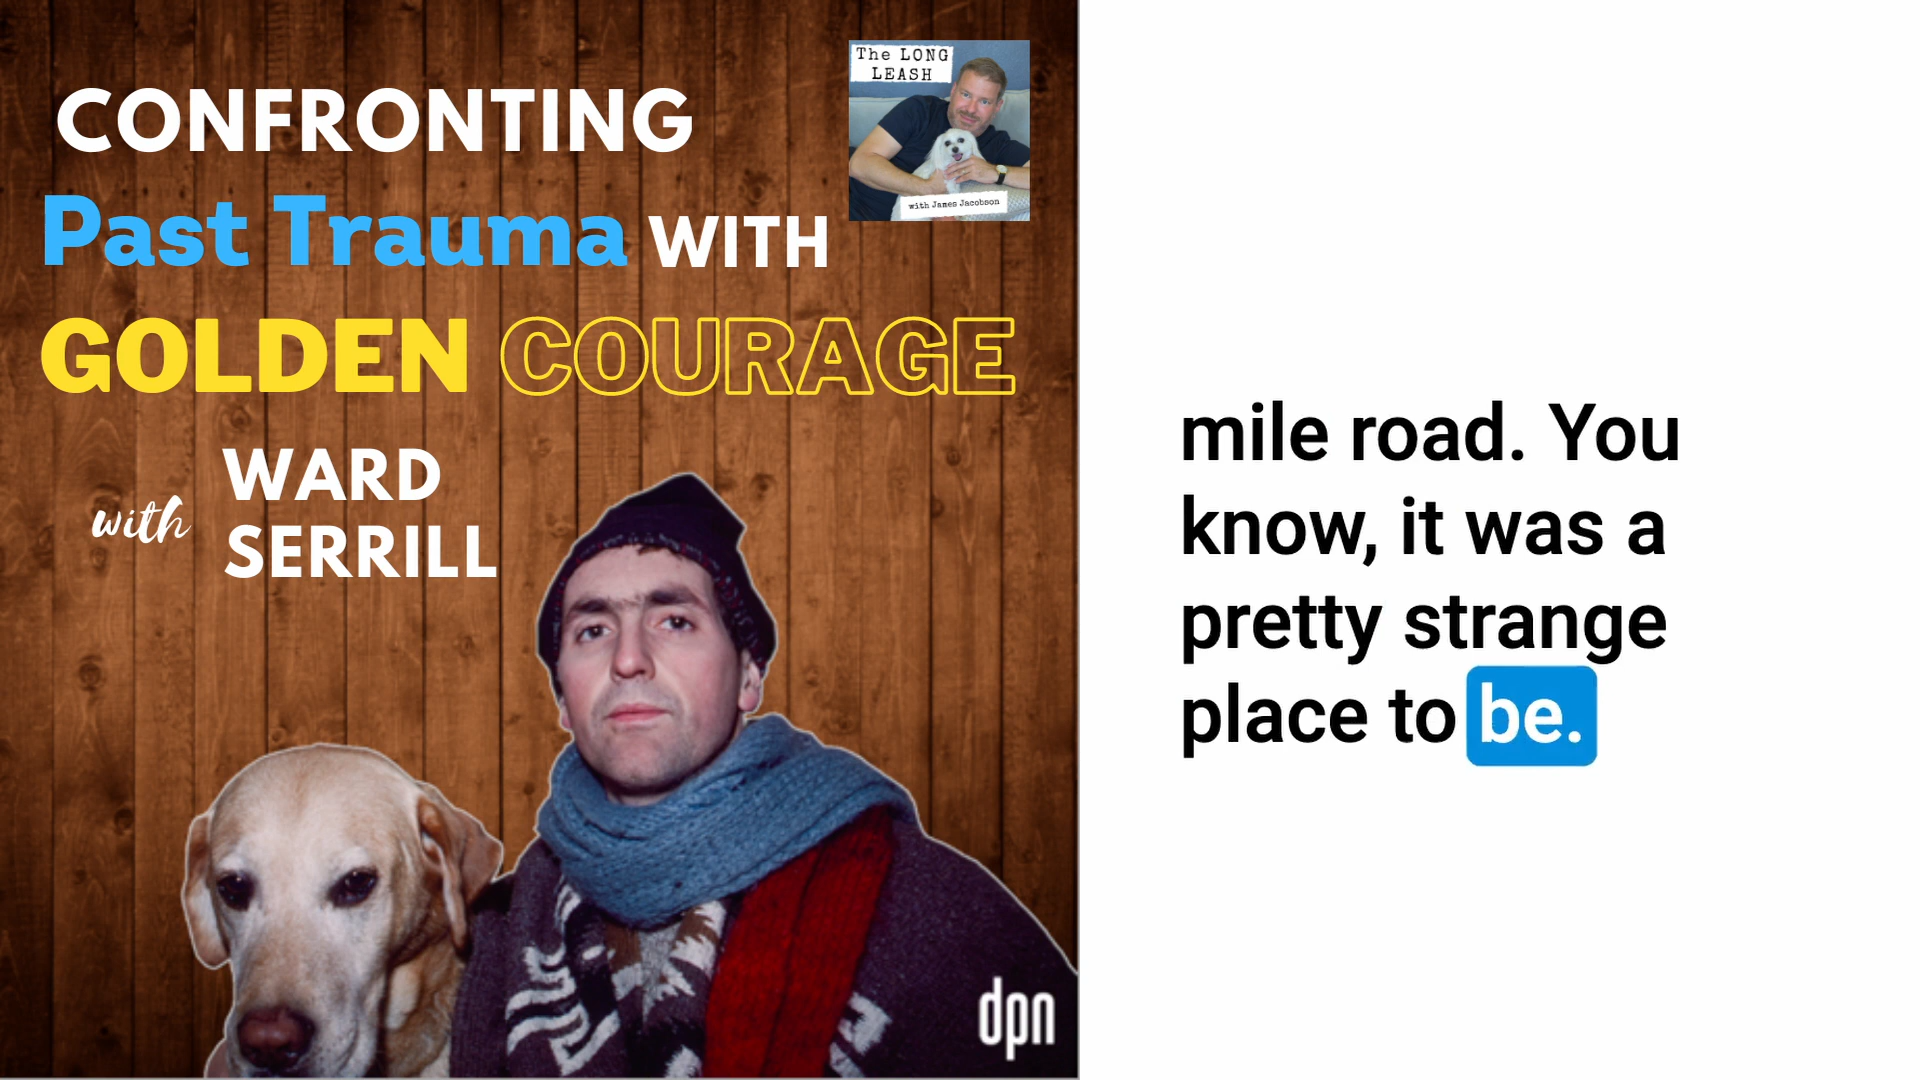 CONFRONTING
Past Trauma WITH
GOLDEN COURAGE
with WARD
SERRILL
The LONG
LEASH
with James Jacobson
dpn
mile road. You
know, it was a
pretty strange
place to be.